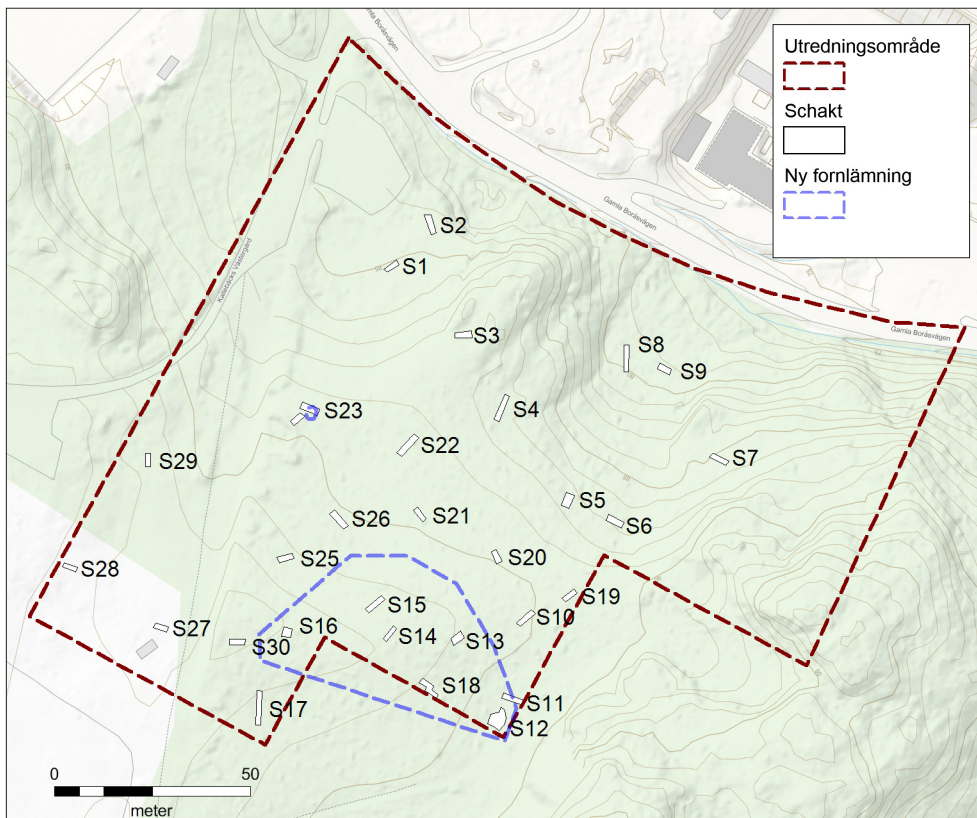 Utredningsområde
Schakt
Ny fornlämning
Gamla Boråsvägen
Gamla Boråsvägen
Gamla Boråsvägen
Kallebäcks Västergård
S2
S1
S3
S8
S9
S23
S4
S22
S7
S29
S5
S6
S26
S21
S20
S25
S28
S19
S15
S10
S27
S16
S14
S13
S30
S18
S11
S17
S12
0 50
meter